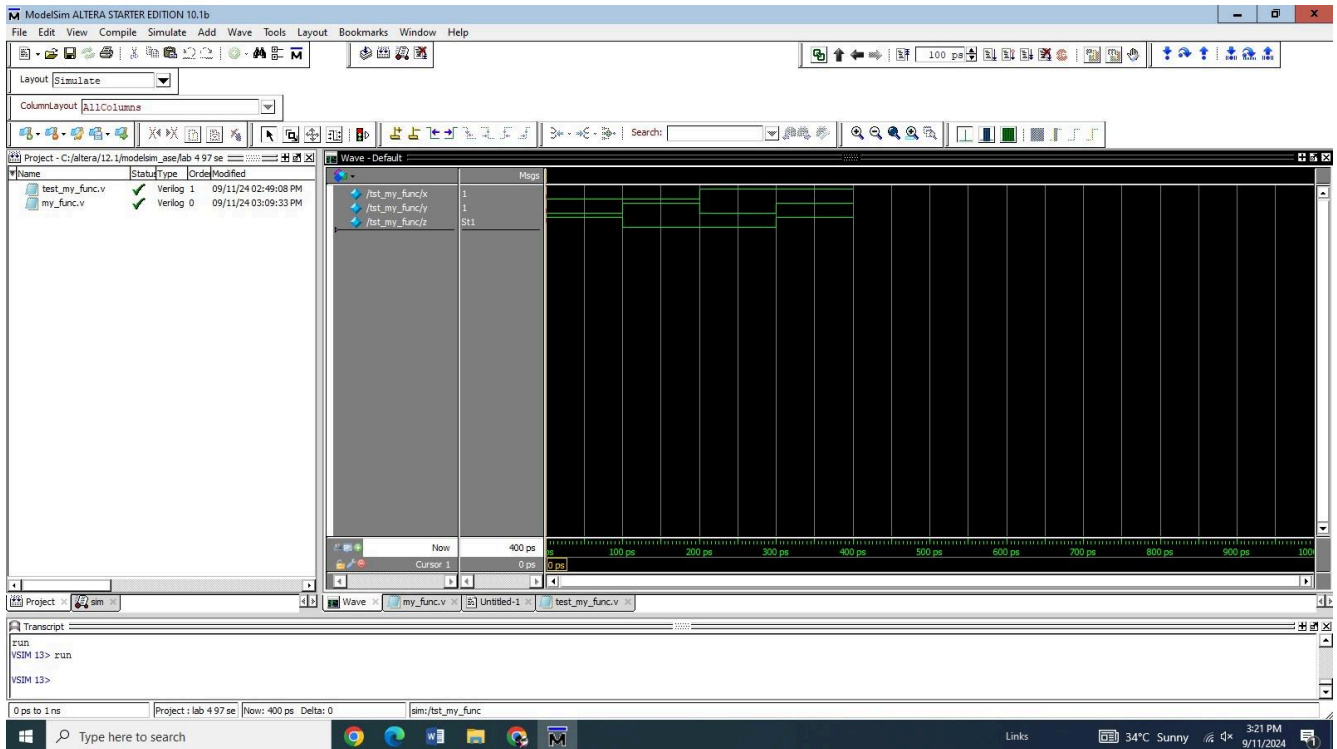 ModelSim ALTERA STARTER EDITION 10.1b
File Edit View Compile Simulate Add Wave Tools Layout Bookmarks Window Help
100 ps
Layout Simulate
ColumnLayout AllColumns
Search:
Project - C:/altera/12.1/modelsim_ase/lab 4 97 se
Wave - Default
Name Status Type Order Modified
Msgs
test_my_func.v Verilog 1 09/11/24 02:49:08 PM
my_func.v Verilog 0 09/11/24 03:09:33 PM
/tst_my_func/x 1
/tst_my_func/y 1
/tst_my_func/z St1
Now 400 ps
ps 100 ps 200 ps 300 ps 400 ps 500 ps 600 ps 700 ps 800 ps 900 ps 100
Cursor 1 0 ps 0 ps
Project sim
Wave my_func.v Untitled-1 test_my_func.v
Transcript
run
VSIM 13> run
VSIM 13>
0 ps to 1 ns Project : lab 4 97 se Now: 400 ps Delta: 0 sim:/tst_my_func
Type here to search
Links 34°C Sunny 3:21 PM
9/11/2024